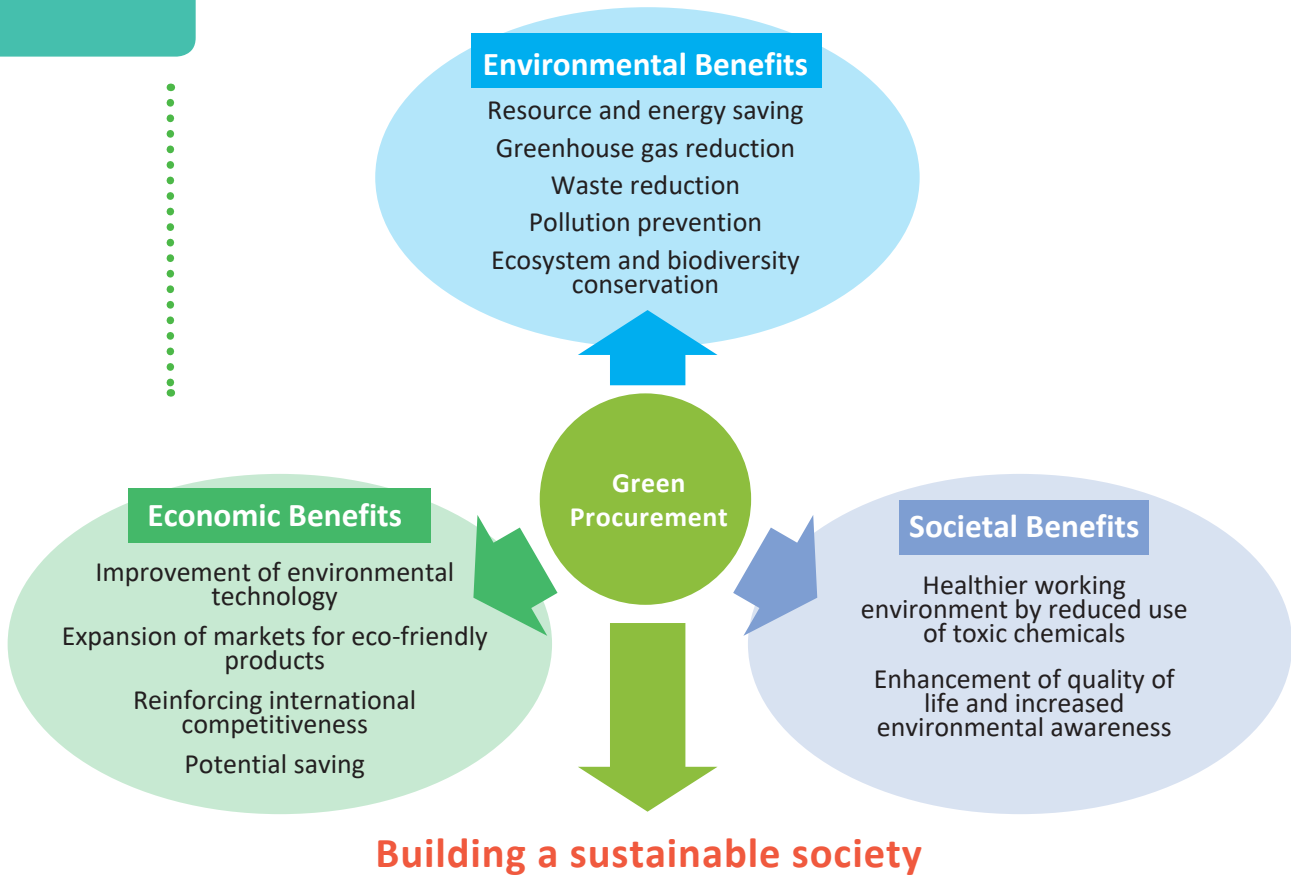 Environmental Benefits
Resource and energy saving
Greenhouse gas reduction
Waste reduction
Pollution prevention
Ecosystem and biodiversity
conservation
Green
Procurement
Economic Benefits
Improvement of environmental
technology
Expansion of markets for eco-friendly
products
Reinforcing international
competitiveness
Potential saving
Societal Benefits
Healthier working
environment by reduced use
of toxic chemicals
Enhancement of quality of
life and increased
environmental awareness
Building a sustainable society